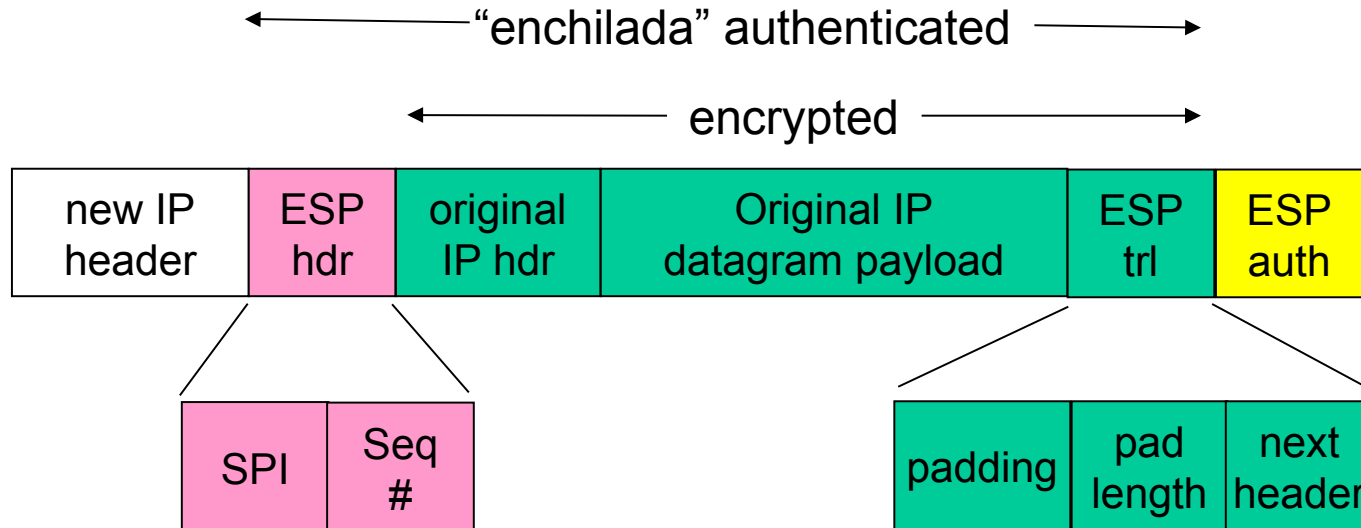 “enchilada” authenticated
encrypted
new IP
header
ESP
hdr
original
IP hdr
Original IP
datagram payload
ESP
trl
ESP
auth
SPI
Seq
#
padding
pad
length
next
header